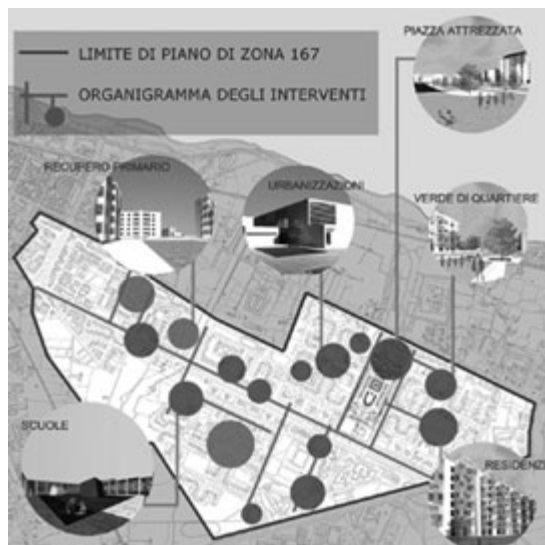 PIAZZA ATTREZZATA
LIMITE DI PIANO DI ZONA 167
ORGANIGRAMMA DEGLI INTERVENTI
RECUPERO PRIMARIO
URBANIZZAZIONI
VERDE DI QUARTIERE
SCUOLE
RESIDENZE